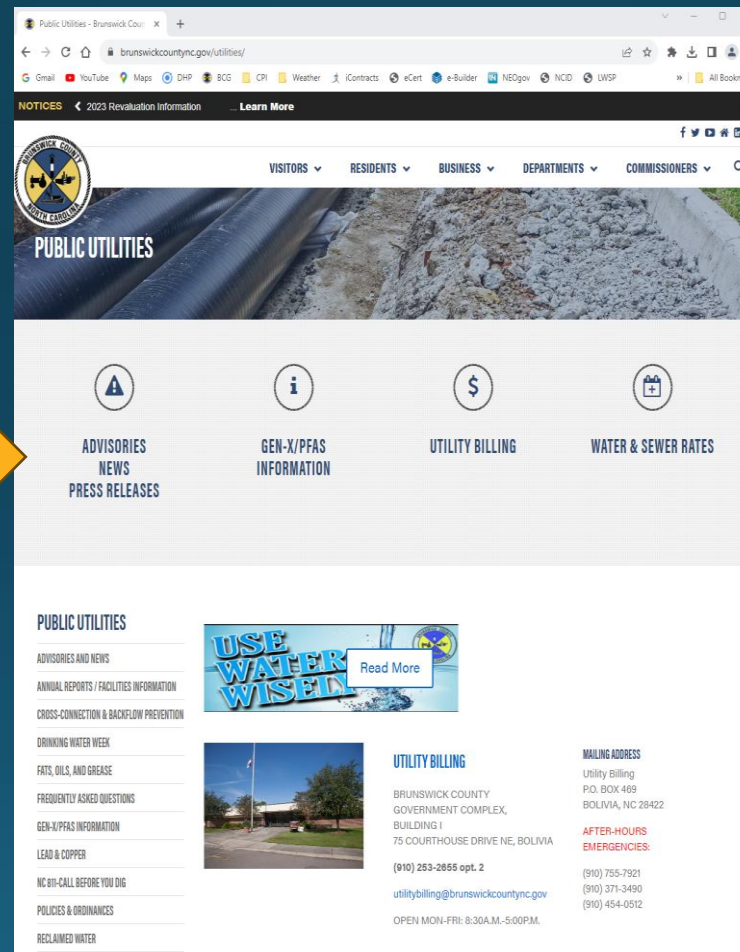 Public Utilities - Brunswick Coun
brunswickcountync.gov/utilities/
Gmail YouTube Maps DHP BCG CPI Weather iContracts eCert e-Builder NEOgov NCID LWSP » All Bookm
NOTICES 2023 Revaluation Information ... Learn More
BRUNSWICK COUNTY
NORTH CAROLINA
VISITORS RESIDENTS BUSINESS DEPARTMENTS COMMISSIONERS
PUBLIC UTILITIES
ADVISORIES
NEWS
PRESS RELEASES
GEN-X/PFAS
INFORMATION
UTILITY BILLING
WATER & SEWER RATES
PUBLIC UTILITIES
ADVISORIES AND NEWS
ANNUAL REPORTS / FACILITIES INFORMATION
CROSS-CONNECTION & BACKFLOW PREVENTION
DRINKING WATER WEEK
FATS, OILS, AND GREASE
FREQUENTLY ASKED QUESTIONS
GEN-X/PFAS INFORMATION
LEAD & COPPER
NC 811-CALL BEFORE YOU DIG
POLICIES & ORDINANCES
RECLAIMED WATER
USE
WATER
WISELY
Read More
UTILITY BILLING
BRUNSWICK COUNTY
GOVERNMENT COMPLEX,
BUILDING I
75 COURTHOUSE DRIVE NE, BOLIVIA
(910) 253-2655 opt. 2
utilitybilling@brunswickcountync.gov
OPEN MON-FRI: 8:30A.M.-5:00P.M.
MAILING ADDRESS
Utility Billing
P.O. BOX 469
BOLIVIA, NC 28422
AFTER-HOURS
EMERGENCIES:
(910) 755-7921
(910) 371-3490
(910) 454-0512